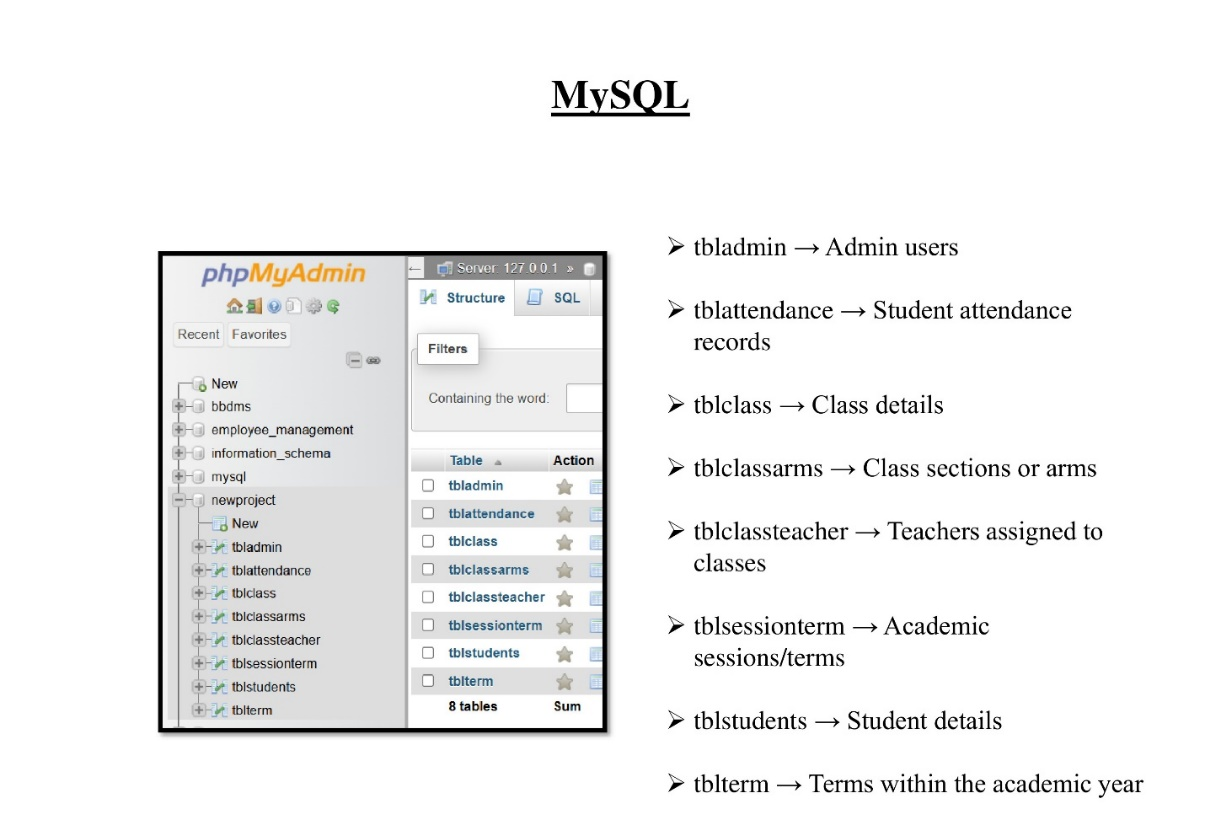 MySQL
phpMyAdmin
Recent Favorites
New
bbdms
employee_management
information_schema
mysql
newproject
New
tbladmin
tblattendance
tblclass
tblclassarms
tblclassteacher
tblsessionterm
tblstudents
tblterm
Server: 127.0.0.1 »
Structure SQL
Filters
Containing the word:
Table Action
tbladmin
tblattendance
tblclass
tblclassarms
tblclassteacher
tblsessionterm
tblstudents
tblterm
8 tables Sum
➢ tbladmin → Admin users
➢ tblattendance → Student attendance
records
➢ tblclass → Class details
➢ tblclassarms → Class sections or arms
➢ tblclassteacher → Teachers assigned to
classes
➢ tblsessionterm → Academic
sessions/terms
➢ tblstudents → Student details
➢ tblterm → Terms within the academic year